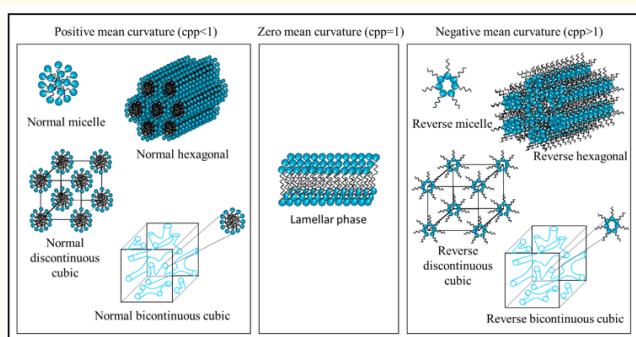 Positive mean curvature (cpp<1)
Zero mean curvature (cpp=1)
Negative mean curvature (cpp>1)
Normal micelle
Normal hexagonal
Normal
discontinuous
cubic
Normal bicontinuous cubic
Lamellar phase
Reverse micelle
Reverse hexagonal
Reverse
discontinuous
cubic
Reverse bicontinuous cubic